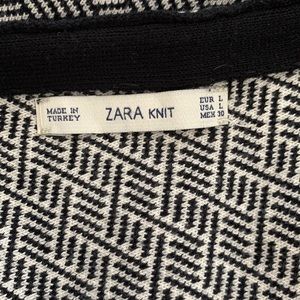 MADE IN
TURKEY
ZARA KNIT
EUR L
USA L
MEX 30